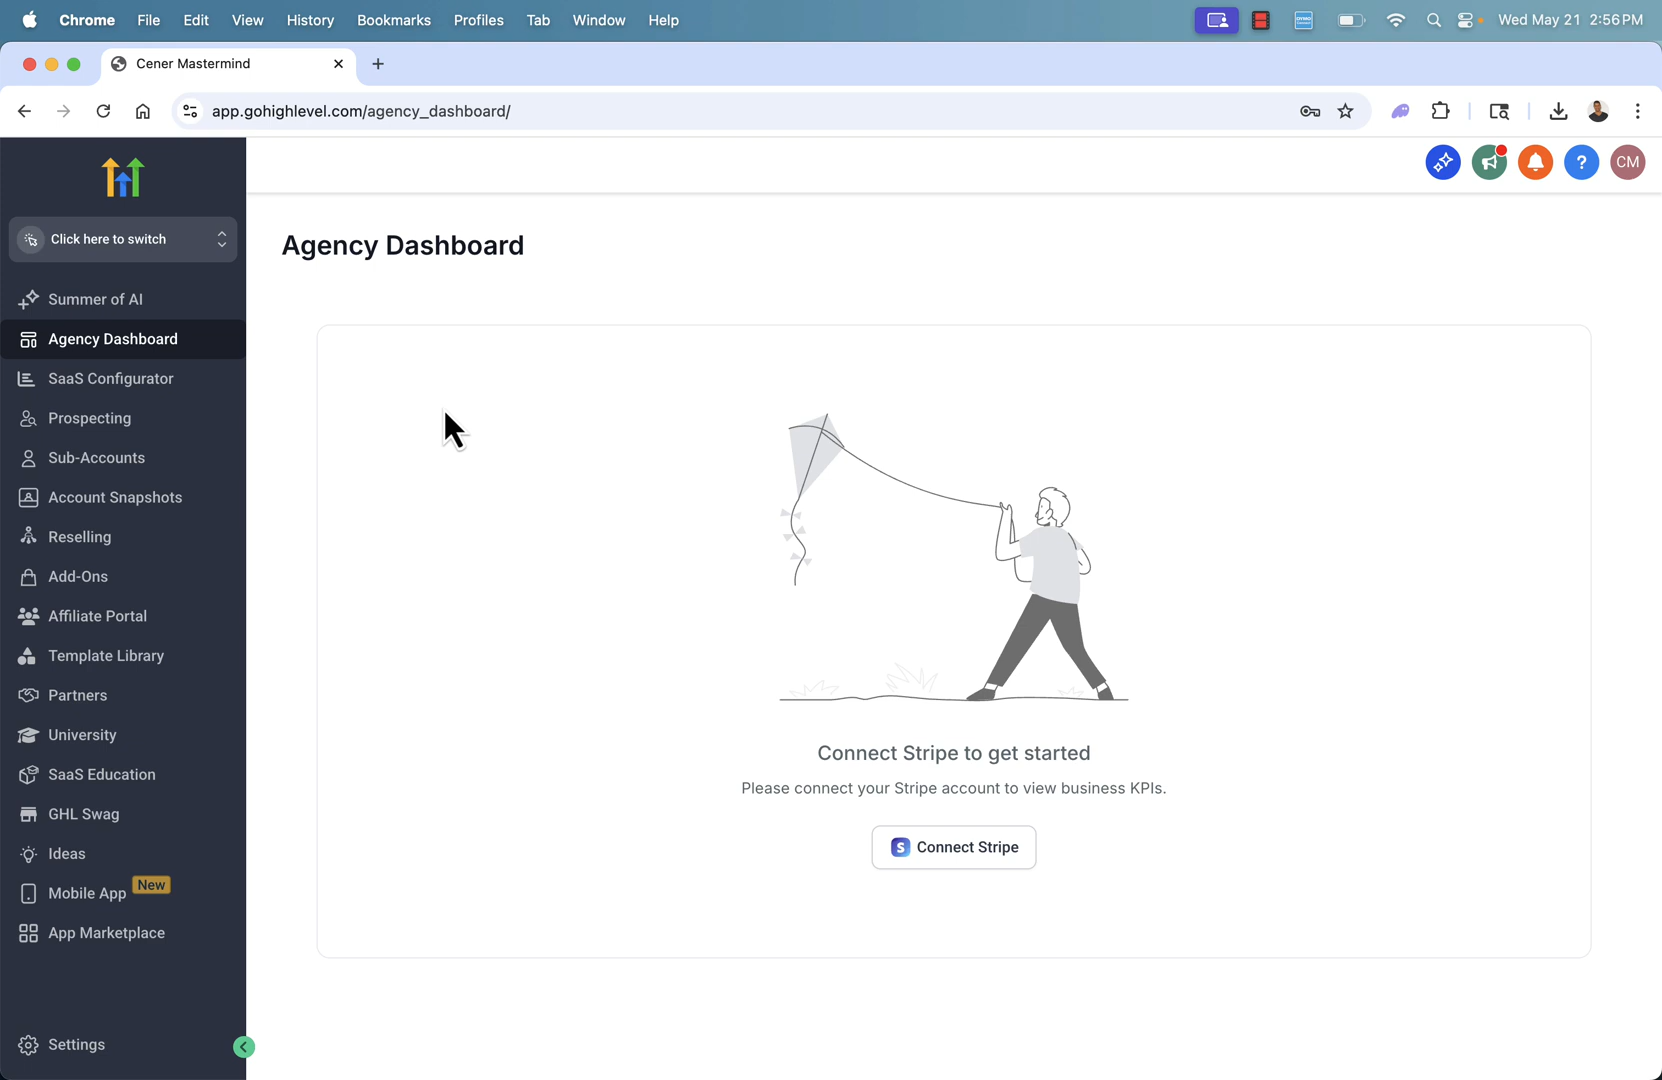 Chrome File Edit View History Bookmarks Profiles Tab Window Help Wed May 21 2:56 PM
Cener Mastermind
app.gohighlevel.com/agency_dashboard/
? CM
Click here to switch
Agency Dashboard
Summer of AI
Agency Dashboard
SaaS Configurator
Prospecting
Sub-Accounts
Account Snapshots
Reselling
Add-Ons
Affiliate Portal
Template Library
Partners
University
SaaS Education
GHL Swag
Ideas
Mobile App New
App Marketplace
Settings
Connect Stripe to get started
Please connect your Stripe account to view business KPIs.
S Connect Stripe